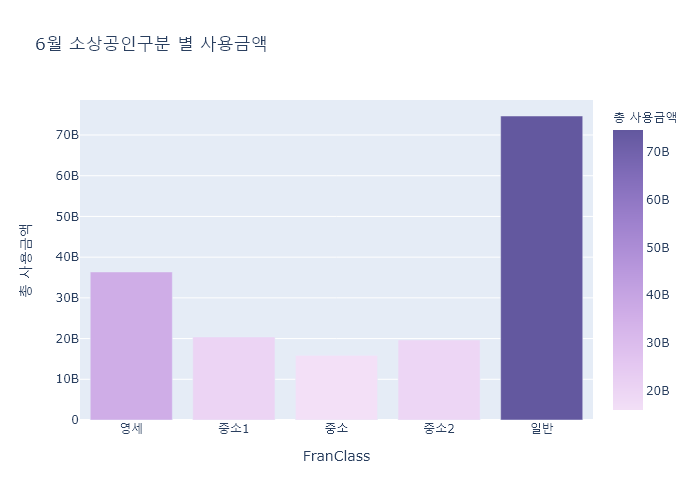 6월 소상공인구분 별 사용금액
총 사용금액
70B
60B
50B
40B
30B
20B
10B
0
영세
중소1
중소
중소2
일반
FranClass
총 사용금액
70B
60B
50B
40B
30B
20B